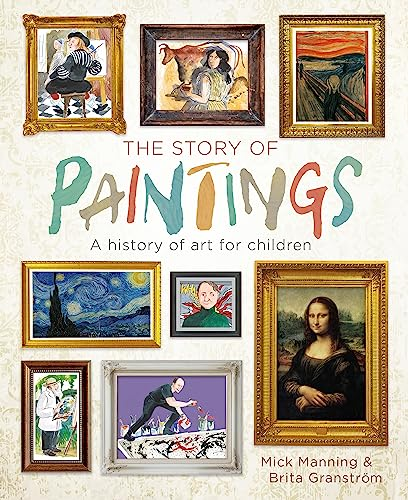 THE STORY OF
PAINTINGS
A history of art for children
Mick Manning &
Brita Granström